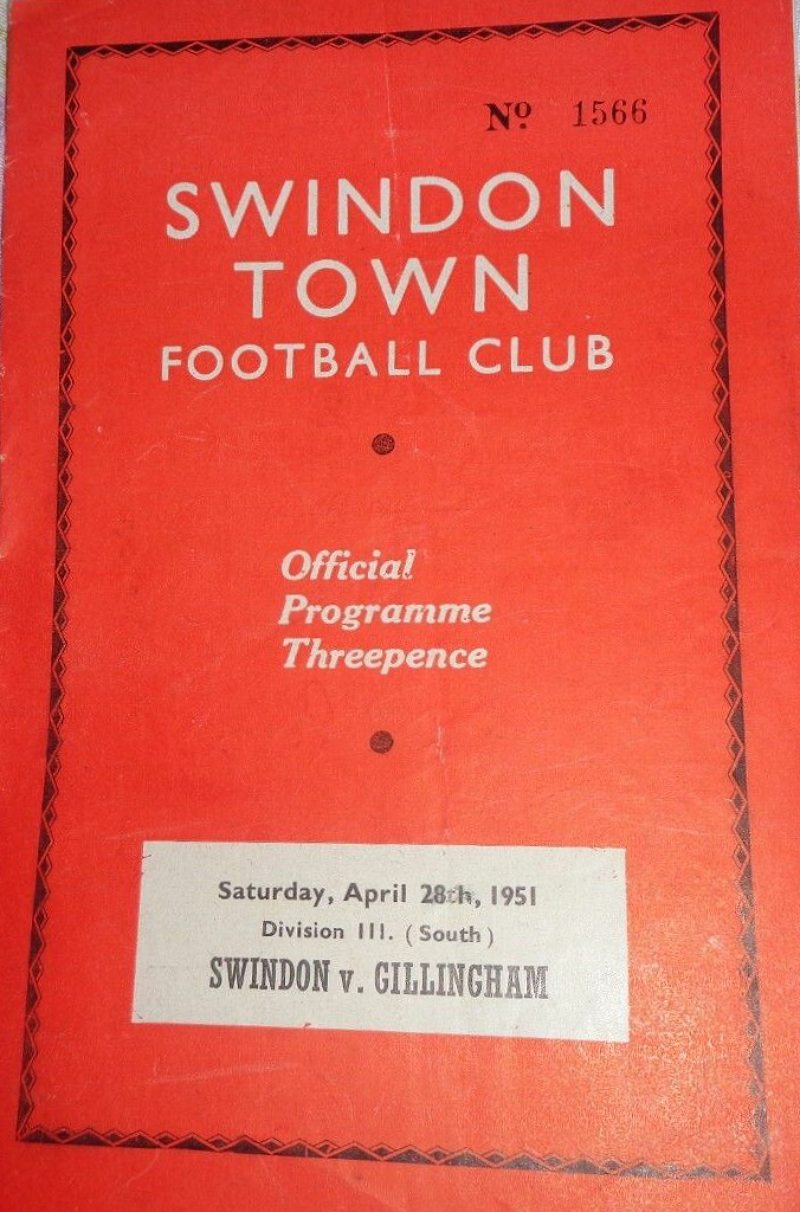 Nº. 1566
SWINDON
TOWN
FOOTBALL CLUB
Official
Programme
Threepence
Saturday, April 28th, 1951
Division III. (South)
SWINDON v. GILLINGHAM